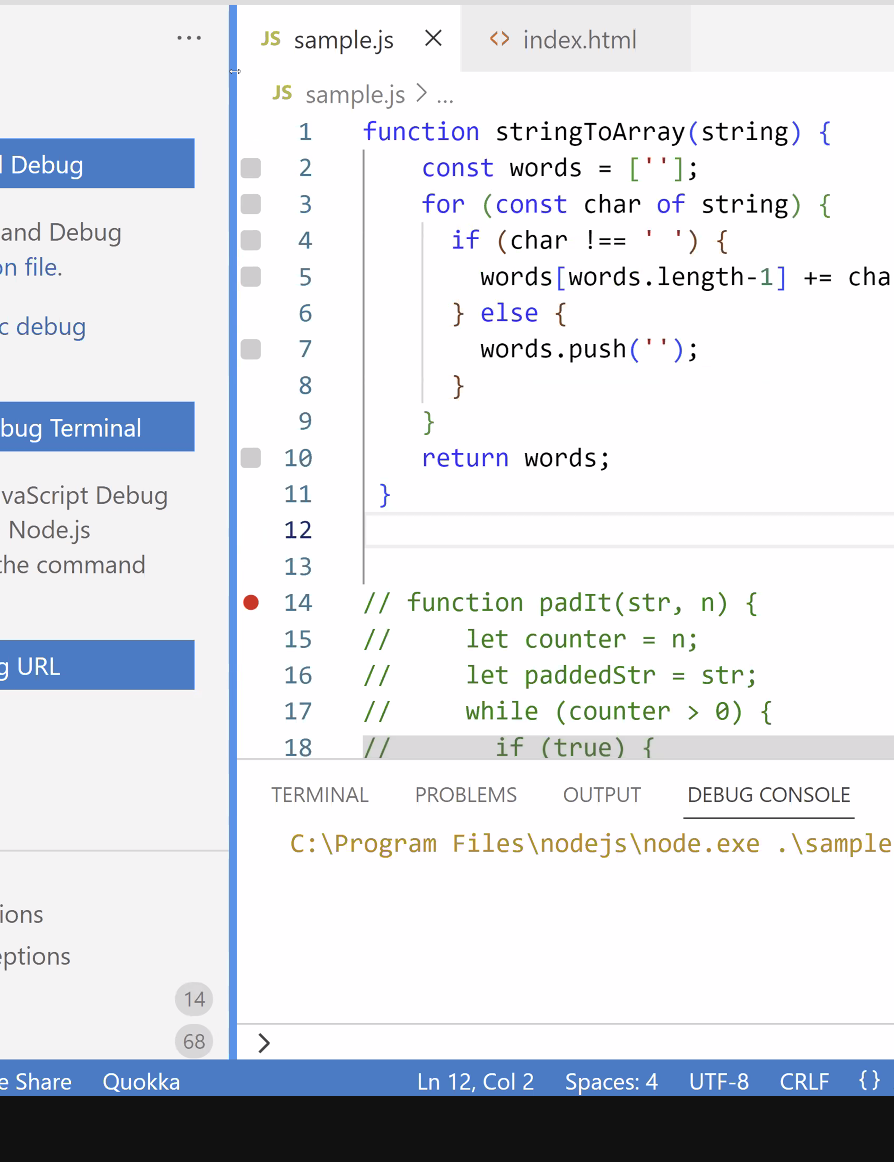 JS sample.js
index.html
JS sample.js > ...
Debug
and Debug
on file.
c debug
bug Terminal
vaScript Debug
Node.js
the command
g URL
ions
eptions
14
68
1 function stringToArray(string) {
2 const words = [''];
3 for (const char of string) {
4 if (char !== ' ') {
5 words[words.length-1] += cha
6 } else {
7 words.push('');
8 }
9 }
10 return words;
11 }
12
13
14 // function padIt(str, n) {
15 // let counter = n;
16 // let paddedStr = str;
17 // while (counter > 0) {
18 // if (true) {
TERMINAL PROBLEMS OUTPUT DEBUG CONSOLE
C:\Program Files\nodejs\node.exe .\sample
>
e Share Quokka Ln 12, Col 2 Spaces: 4 UTF-8 CRLF {}